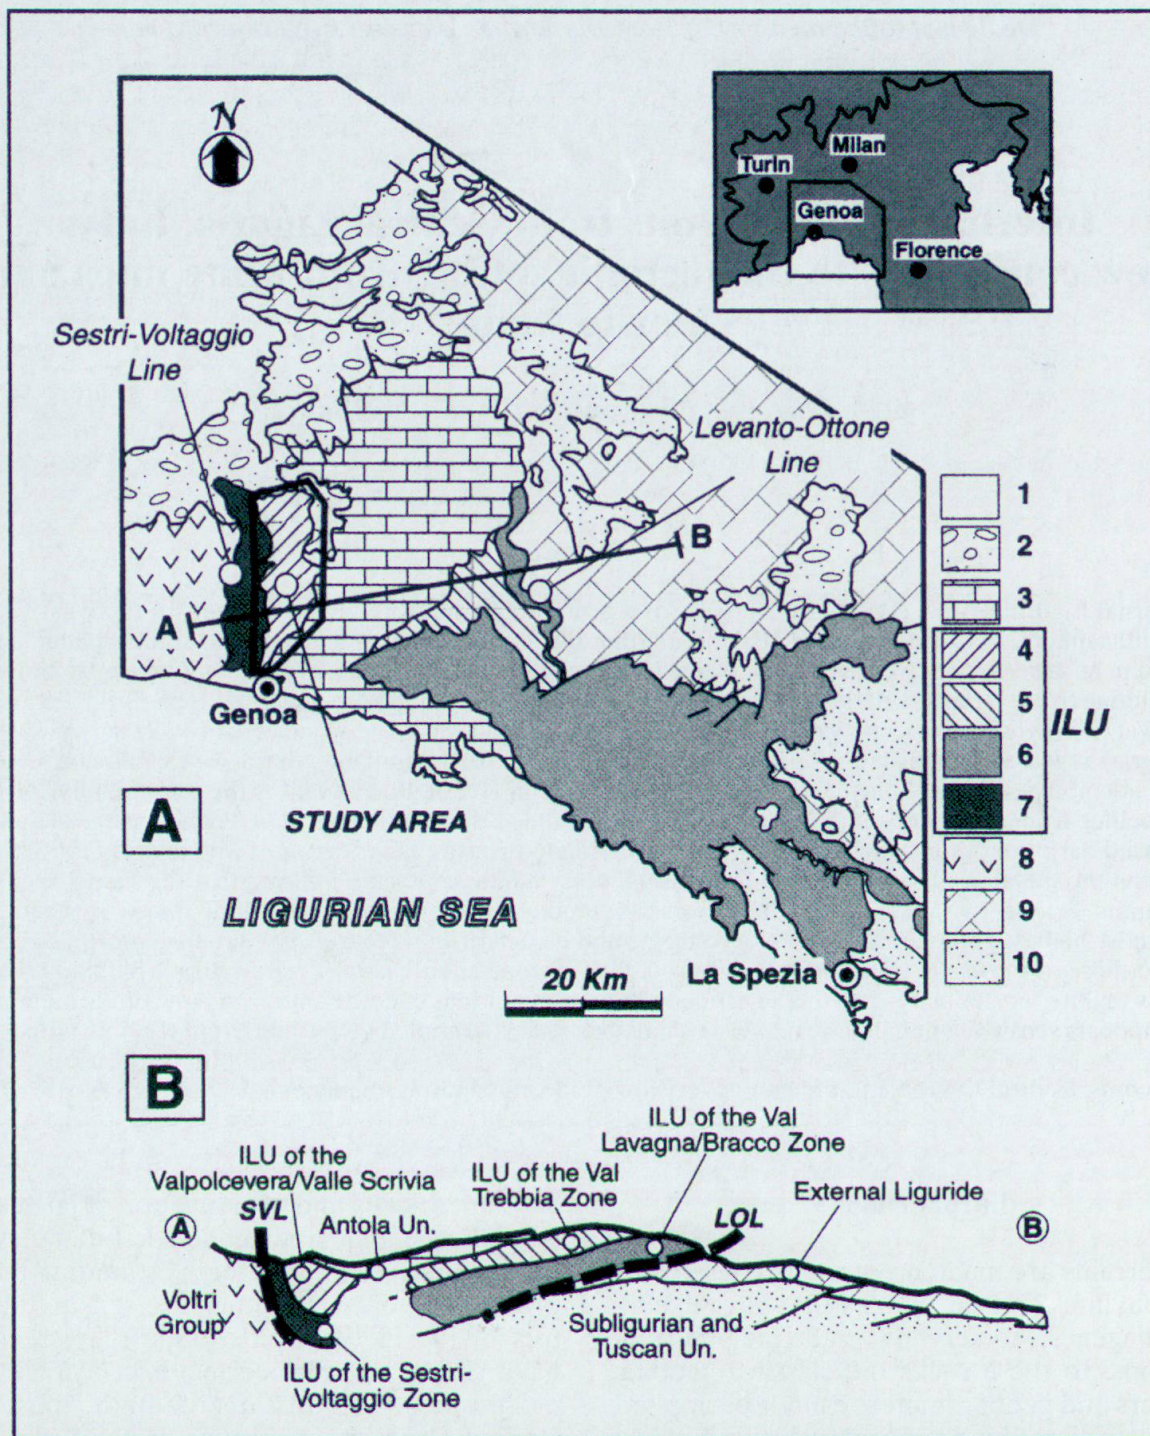 N
Turin
Milan
Genoa
Florence
Sestri-Voltaggio
Line
Levanto-Ottone
Line
A
B
Genoa
STUDY AREA
A
LIGURIAN SEA
20 Km
La Spezia
1
2
3
4
5
6
7
8
9
10
ILU
B
ILU of the Val
Lavagna/Bracco Zone
ILU of the
Valpolcevera/Valle Scrivia
ILU of the Val
Trebbia Zone
External Liguride
A
SVL
Antola Un.
LOL
B
Voltri
Group
Subligurian and
Tuscan Un.
ILU of the Sestri-
Voltaggio Zone